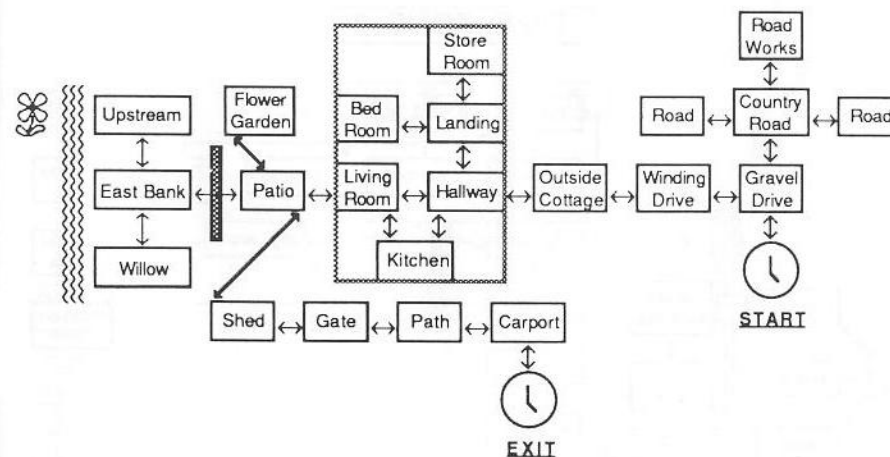 Road
Works
Store
Room
Upstream
Flower
Garden
Bed
Room
Landing
Road
Country
Road
Road
East Bank
Patio
Living
Room
Hallway
Outside
Cottage
Winding
Drive
Gravel
Drive
Willow
Kitchen
Shed
Gate
Path
Carport
START
EXIT